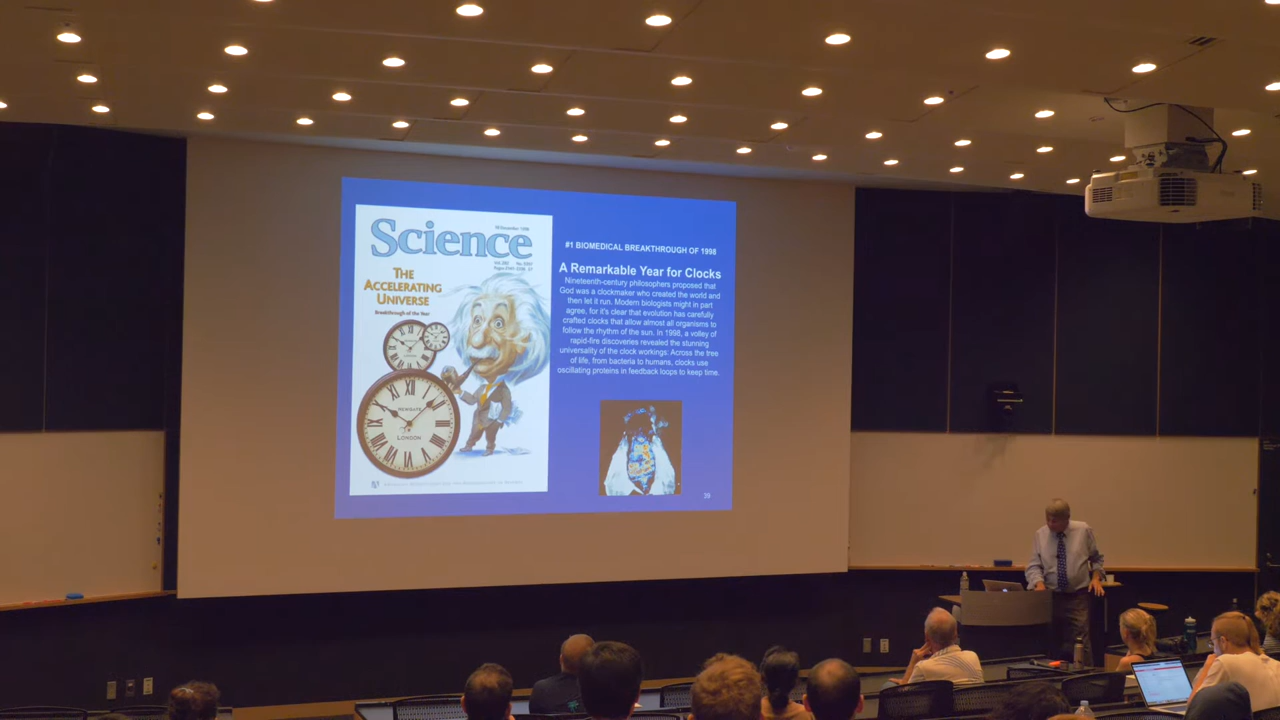 Science
18 December 1998
THE
ACCELERATING
UNIVERSE
Breakthrough of the Year
NEWGATE
LONDON
#1 BIOMEDICAL BREAKTHROUGH OF 1998
A Remarkable Year for Clocks
Nineteenth-century philosophers proposed that
God was a clockmaker who created the world and
then let it run. Modern biologists might in part
agree, for it's clear that evolution has carefully
crafted clocks that allow almost all organisms to
follow the rhythm of the sun. In 1998, a volley of
rapid-fire discoveries revealed the stunning
universality of the clock workings: Across the tree
of life, from bacteria to humans, clocks use
oscillating proteins in feedback loops to keep time.
39